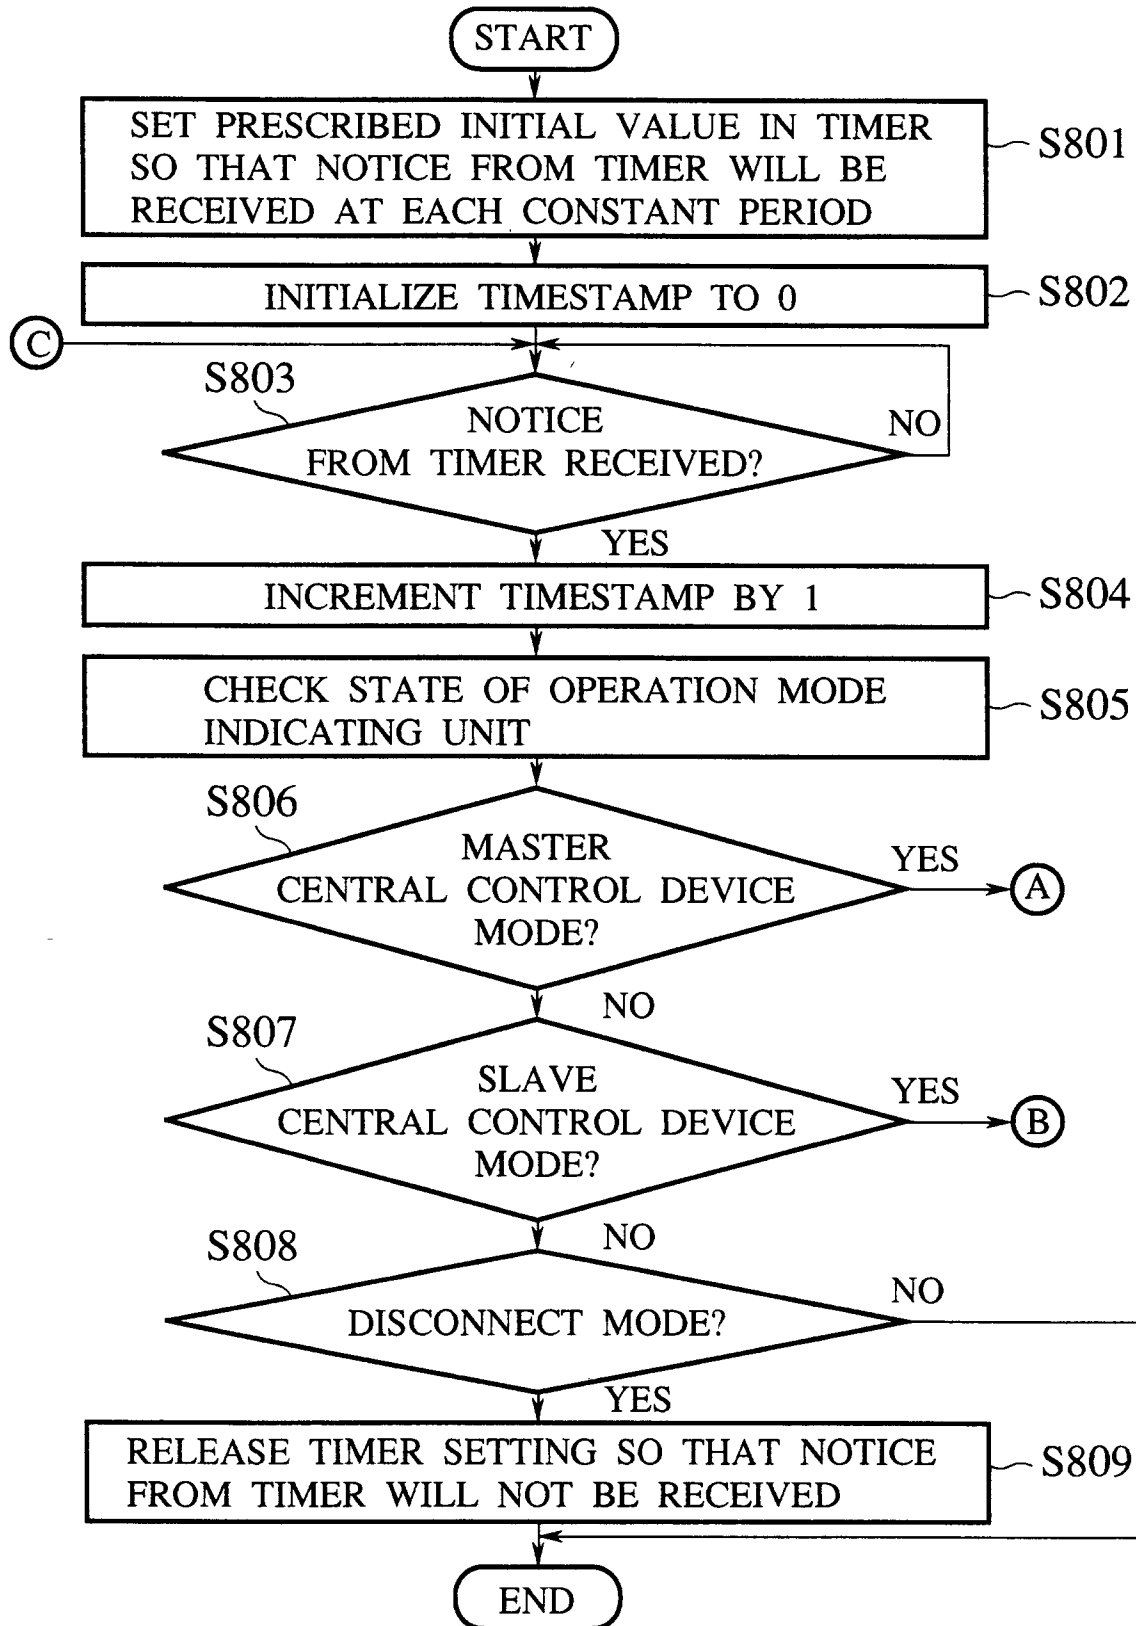 START
SET PRESCRIBED INITIAL VALUE IN TIMER
SO THAT NOTICE FROM TIMER WILL BE
RECEIVED AT EACH CONSTANT PERIOD
S801
INITIALIZE TIMESTAMP TO 0
S802
C
S803
NOTICE
FROM TIMER RECEIVED?
NO
YES
INCREMENT TIMESTAMP BY 1
S804
CHECK STATE OF OPERATION MODE
INDICATING UNIT
S805
S806
MASTER
CENTRAL CONTROL DEVICE
MODE?
YES
A
NO
S807
SLAVE
CENTRAL CONTROL DEVICE
MODE?
YES
B
NO
S808
DISCONNECT MODE?
NO
YES
RELEASE TIMER SETTING SO THAT NOTICE
FROM TIMER WILL NOT BE RECEIVED
S809
END